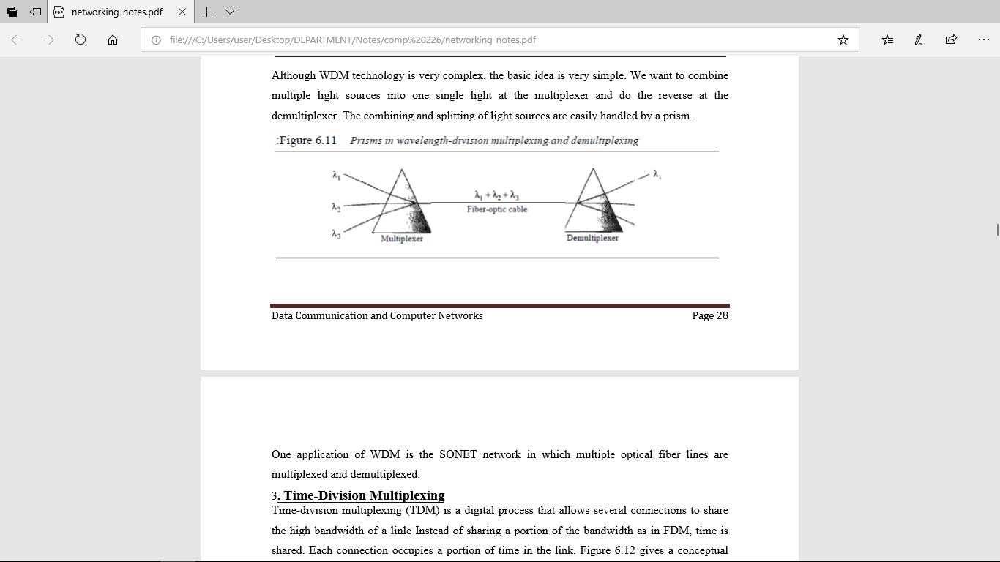 networking-notes.pdf
file:///C:/Users/user/Desktop/DEPARTMENT/Notes/comp%20226/networking-notes.pdf
Although WDM technology is very complex, the basic idea is very simple. We want to combine
multiple light sources into one single light at the multiplexer and do the reverse at the
demultiplexer. The combining and splitting of light sources are easily handled by a prism.
:Figure 6.11 Prisms in wavelength-division multiplexing and demultiplexing
λ1
λ2
λ3
Multiplexer
λ1 + λ2 + λ3
Fiber-optic cable
λ1
Demultiplexer
Data Communication and Computer Networks Page 28
One application of WDM is the SONET network in which multiple optical fiber lines are
multiplexed and demultiplexed.
3. Time-Division Multiplexing
Time-division multiplexing (TDM) is a digital process that allows several connections to share
the high bandwidth of a linle Instead of sharing a portion of the bandwidth as in FDM, time is
shared. Each connection occupies a portion of time in the link. Figure 6.12 gives a conceptual